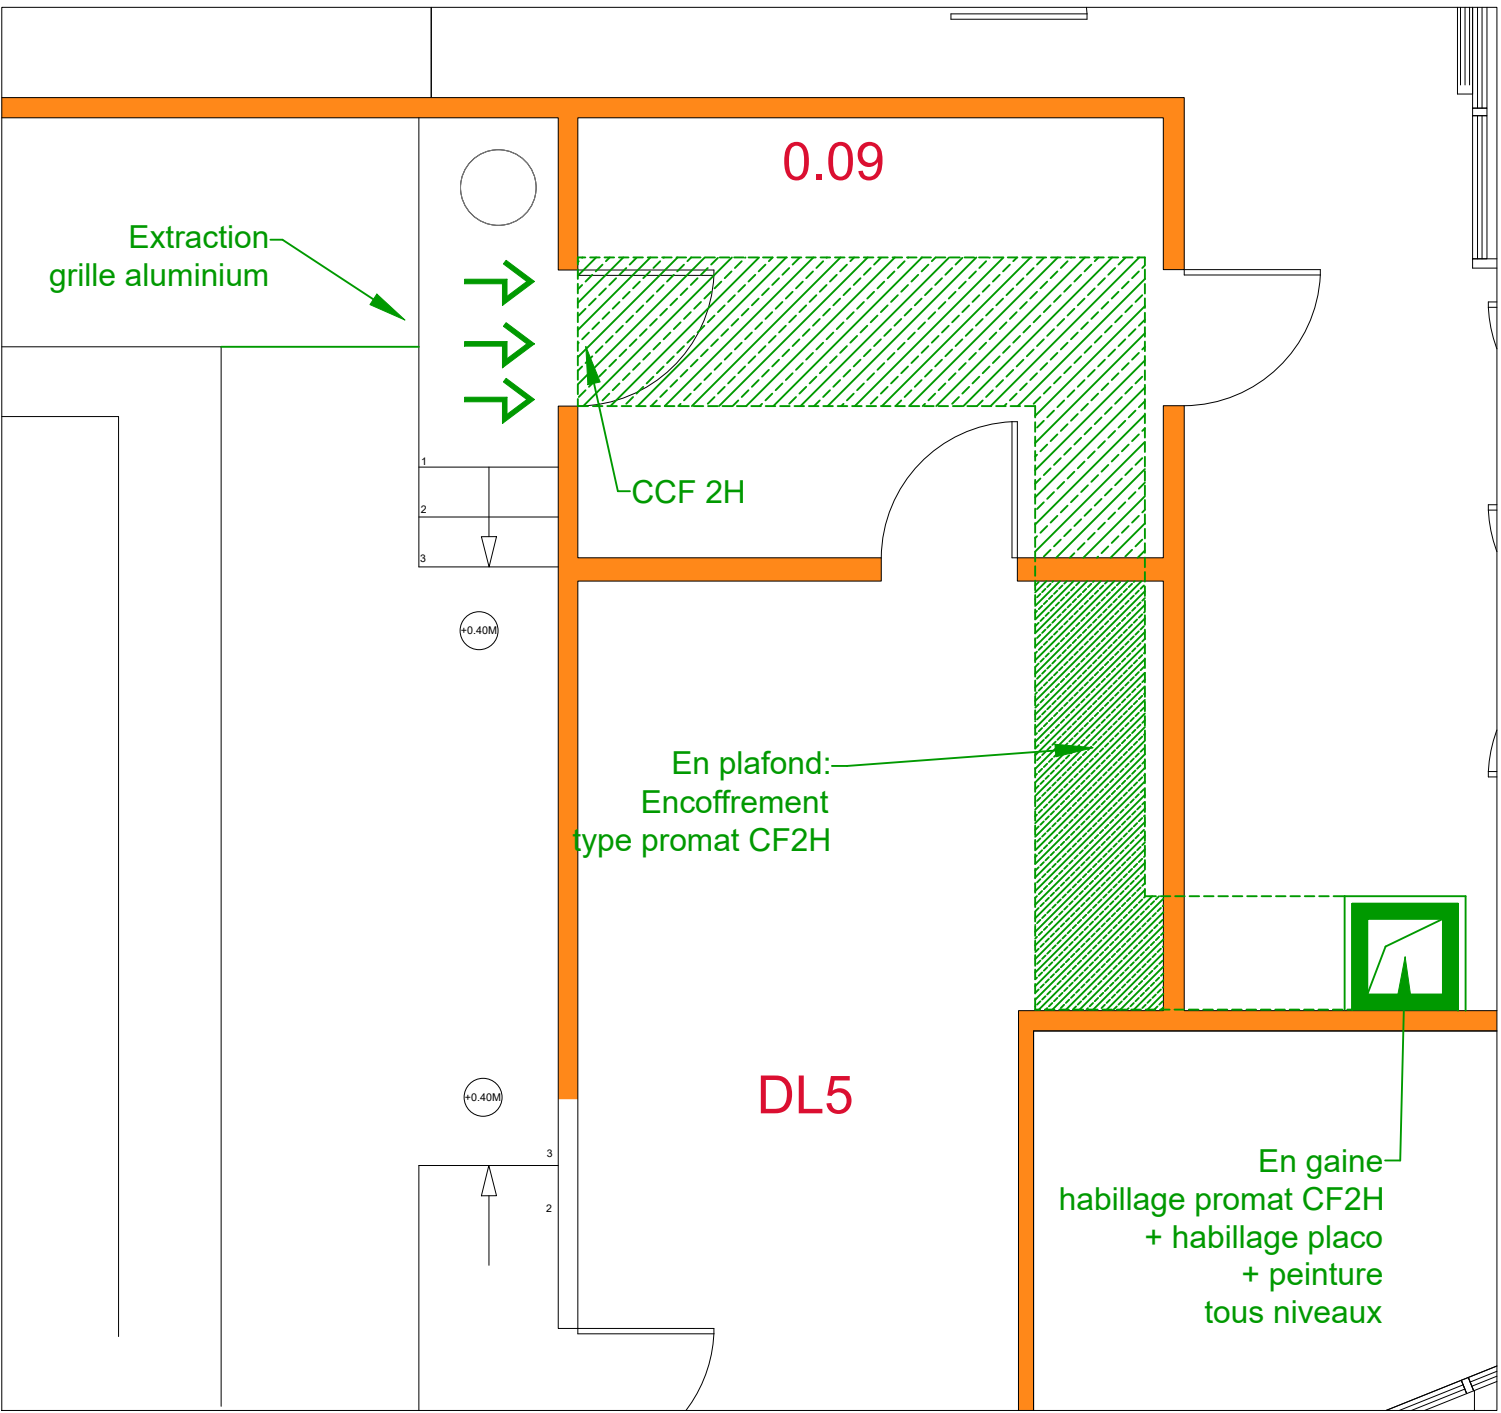 0.09
Extraction
grille aluminium
1
CCF 2H
2
3
+0.40M
En plafond:
Encoffrement
type promat CF2H
DL5
+0.40M
3
2
En gaine
habillage promat CF2H
+ habillage placo
+ peinture
tous niveaux